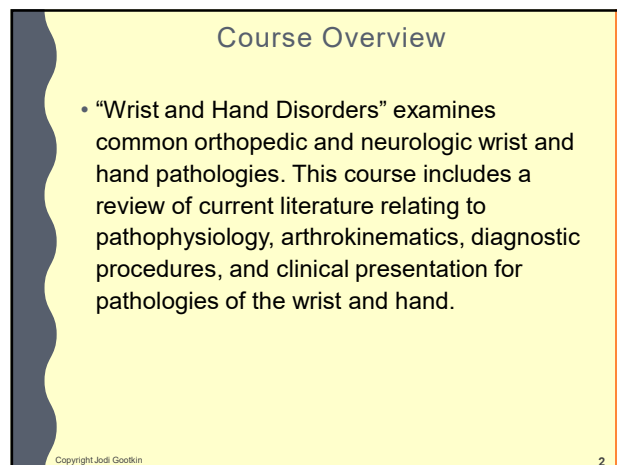 Course Overview
• “Wrist and Hand Disorders” examines
common orthopedic and neurologic wrist and
hand pathologies. This course includes a
review of current literature relating to
pathophysiology, arthrokinematics, diagnostic
procedures, and clinical presentation for
pathologies of the wrist and hand.
Copyright Jodi Gootkin
2